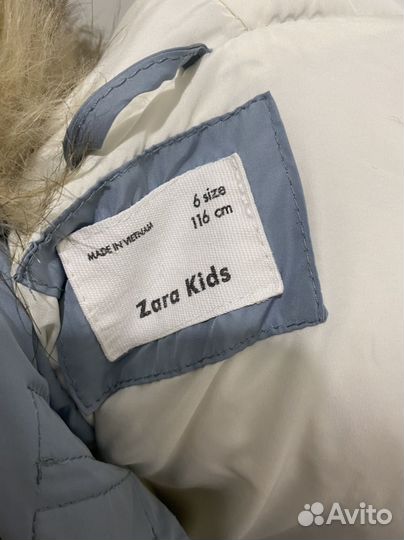 6 size
116 cm
MADE IN VIETNAM
Zara Kids
Avito